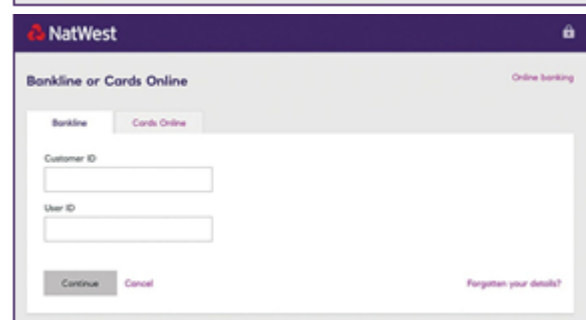 NatWest
Bankline or Cards Online
Online banking
Bankline
Cards Online
Customer ID
User ID
Continue
Cancel
Forgotten your details?